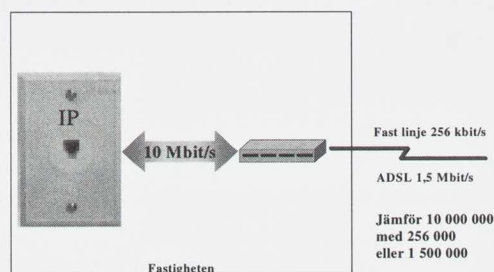 IP
10 Mbit/s
Fast linje 256 kbit/s
ADSL 1,5 Mbit/s
Jämför 10 000 000
med 256 000
eller 1 500 000
Fastigheten